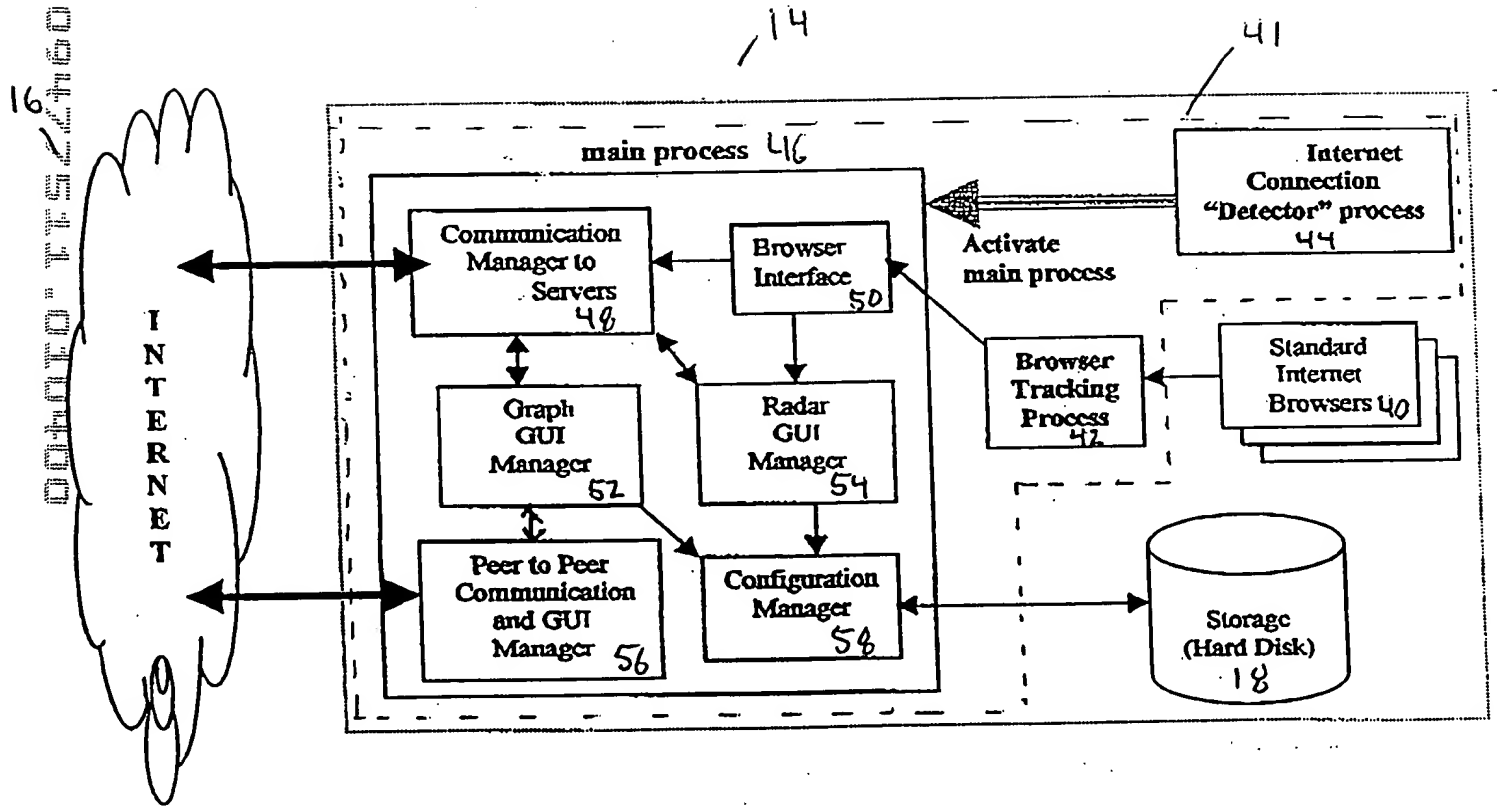 14
41
16
main process 46
Internet
Connection
“Detector” process
44
Communication
Manager to
Servers
48
Browser
Interface
50
Activate
main process
INTERNET
Graph
GUI
Manager
52
Radar
GUI
Manager
54
Browser
Tracking
Process
42
Standard
Internet
Browsers 40
Peer to Peer
Communication
and GUI
Manager 56
Configuration
Manager
58
Storage
(Hard Disk)
18